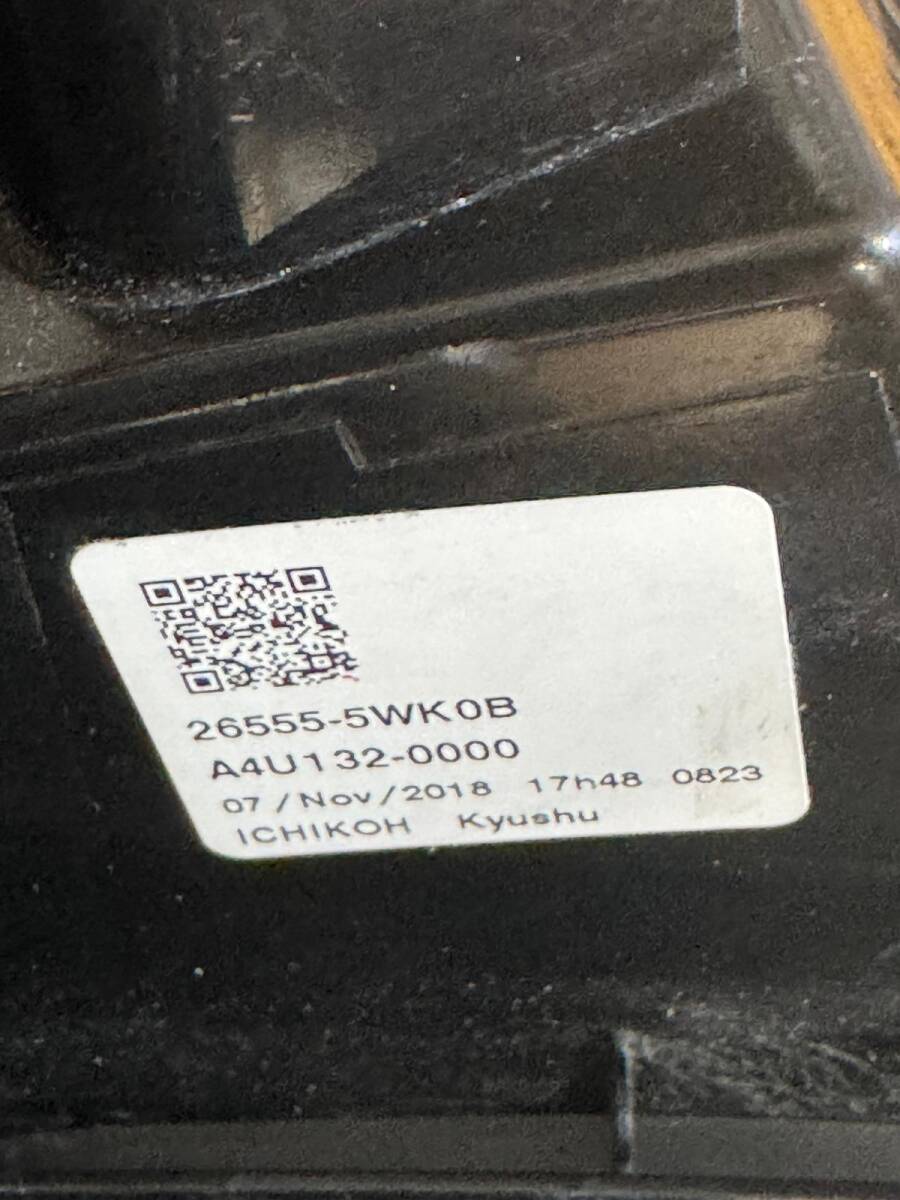 26555-5WK0B
A4U132-0000
07/Nov/2018 17h48 0823
ICHIKOH Kyushu